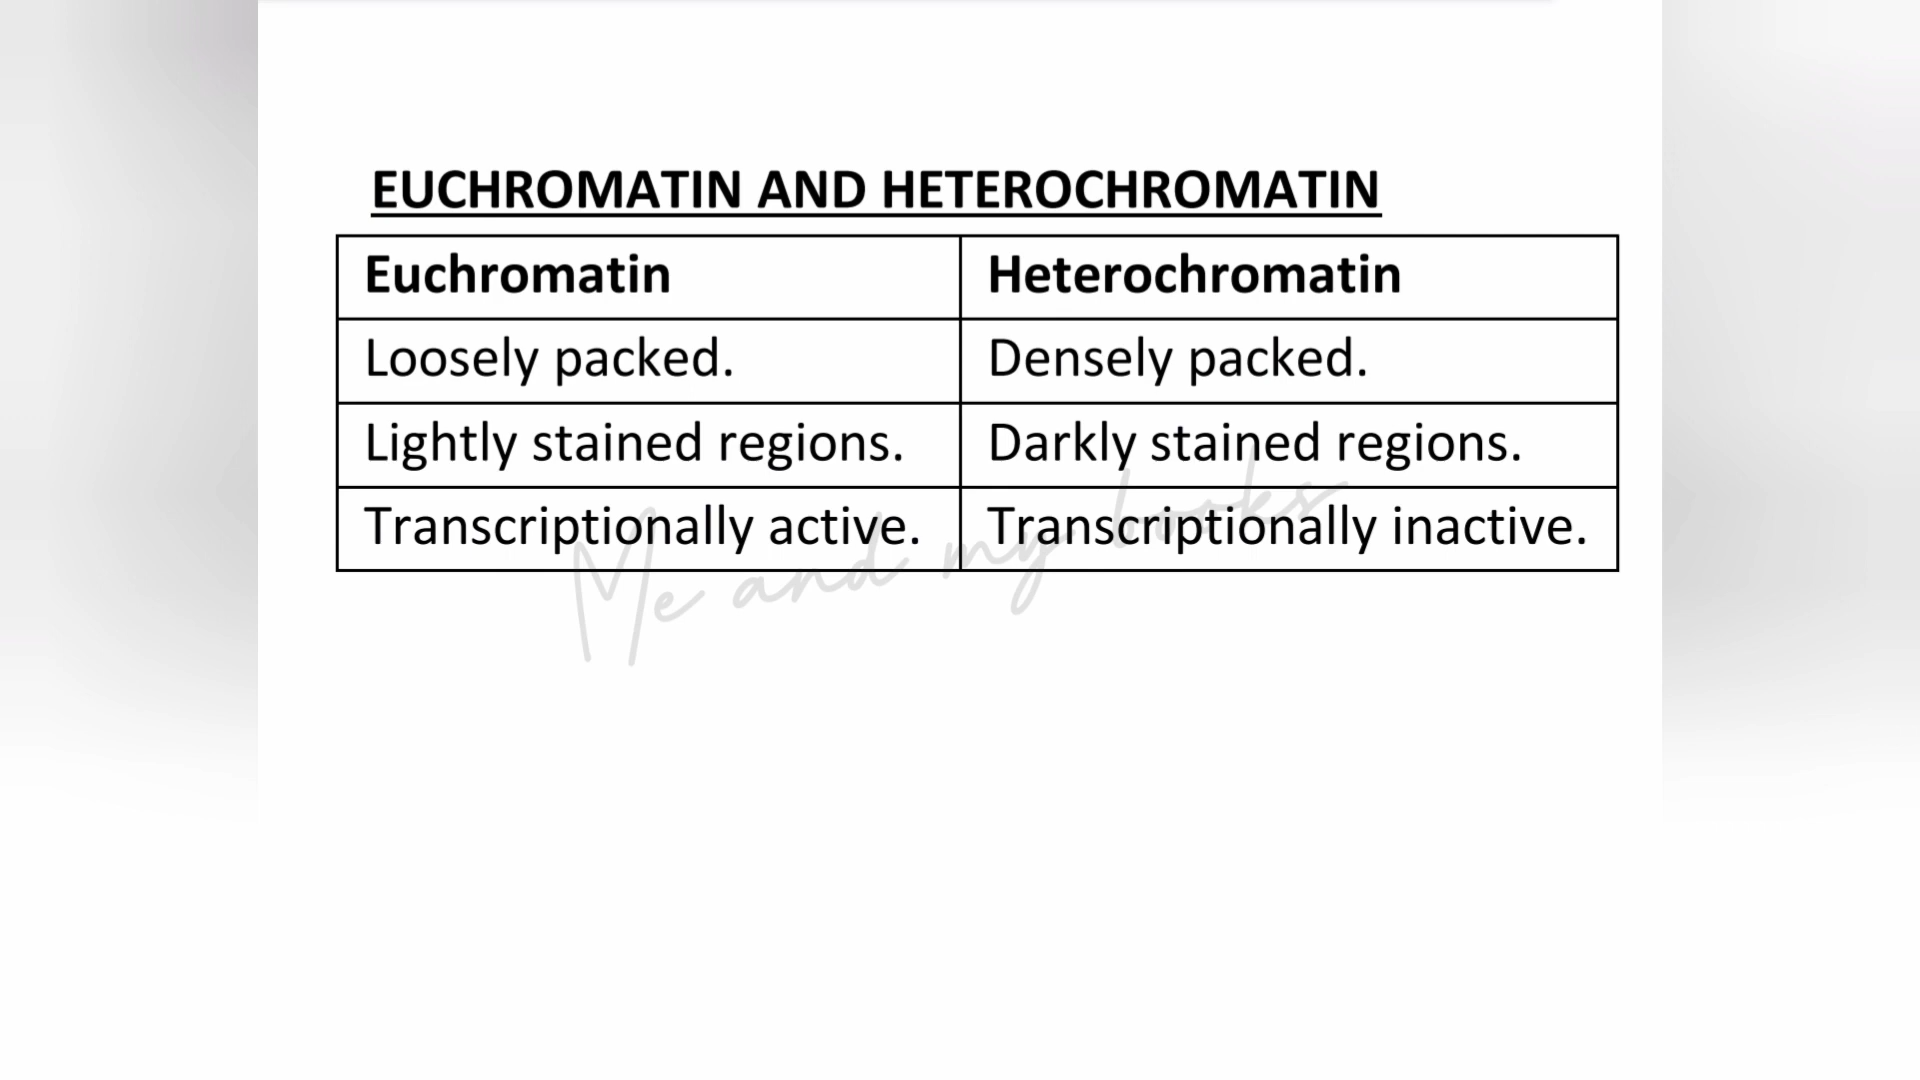 EUCHROMATIN AND HETEROCHROMATIN
Euchromatin Heterochromatin
Loosely packed. Densely packed.
Lightly stained regions. Darkly stained regions.
Transcriptionally active. Transcriptionally inactive.
Me and my books